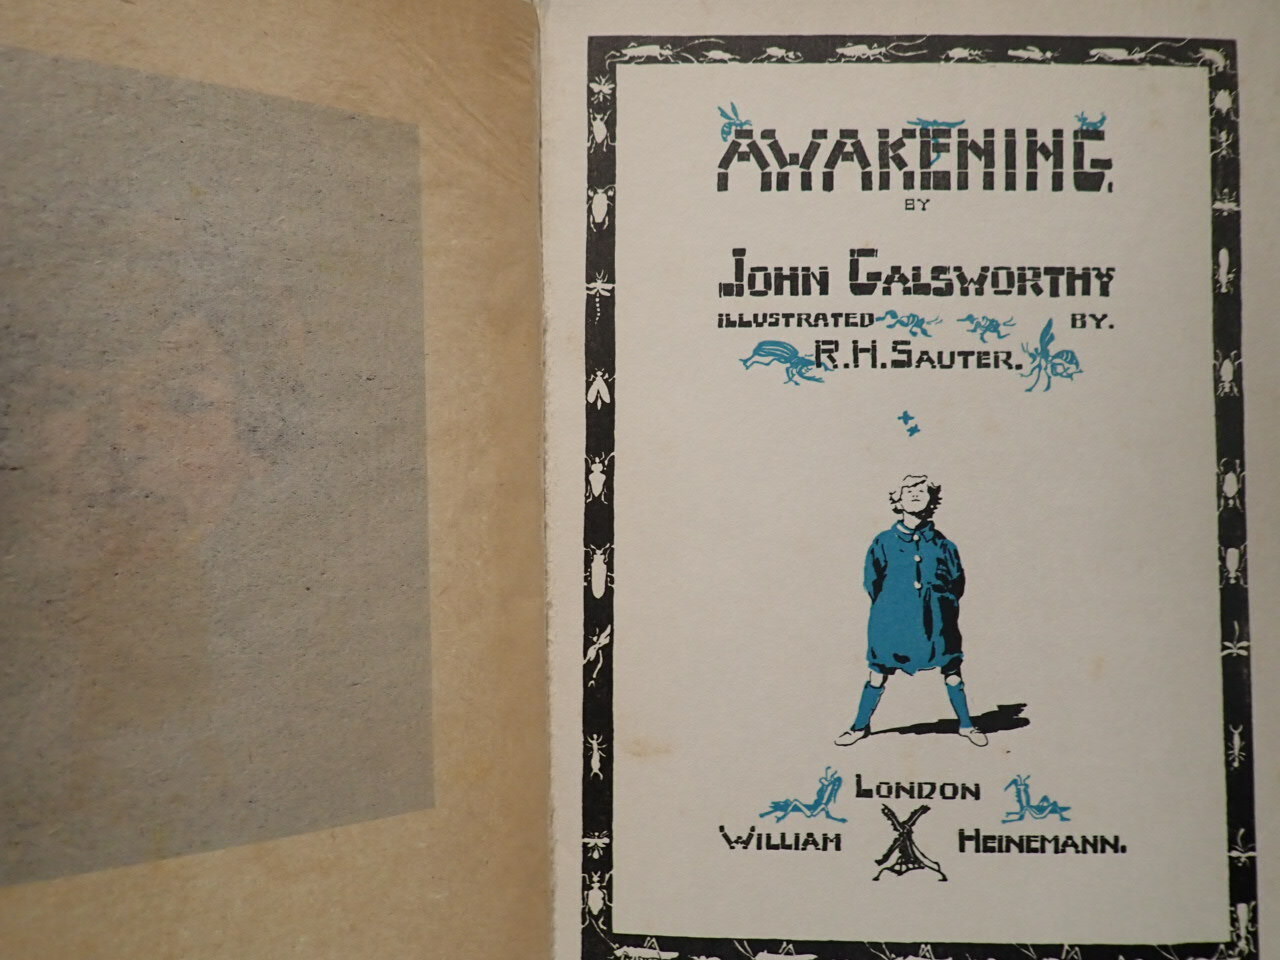 AWAKENING.
BY
JOHN GALSWORTHY
ILLUSTRATED BY.
R.H.SAUTER.
LONDON
WILLIAM HEINEMANN.